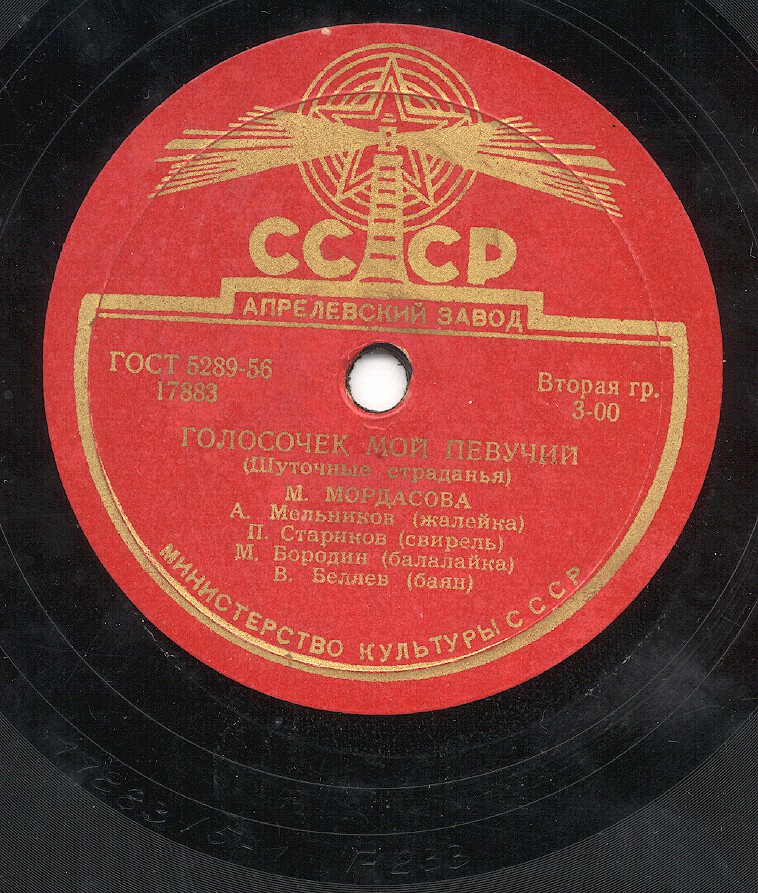 СССР
АПРЕЛЕВСКИЙ ЗАВОД
ГОСТ 5289-56
17883
Вторая гр.
3-00
ГОЛОСОЧЕК МОЙ ПЕВУЧИЙ
(Шуточные страданья)
М. МОРДАСОВА
А. Мельников (жалейка)
П. Стариков (свирель)
М. Бородин (балалайка)
В. Беляев (баян)
МИНИСТЕРСТВО КУЛЬТУРЫ СССР